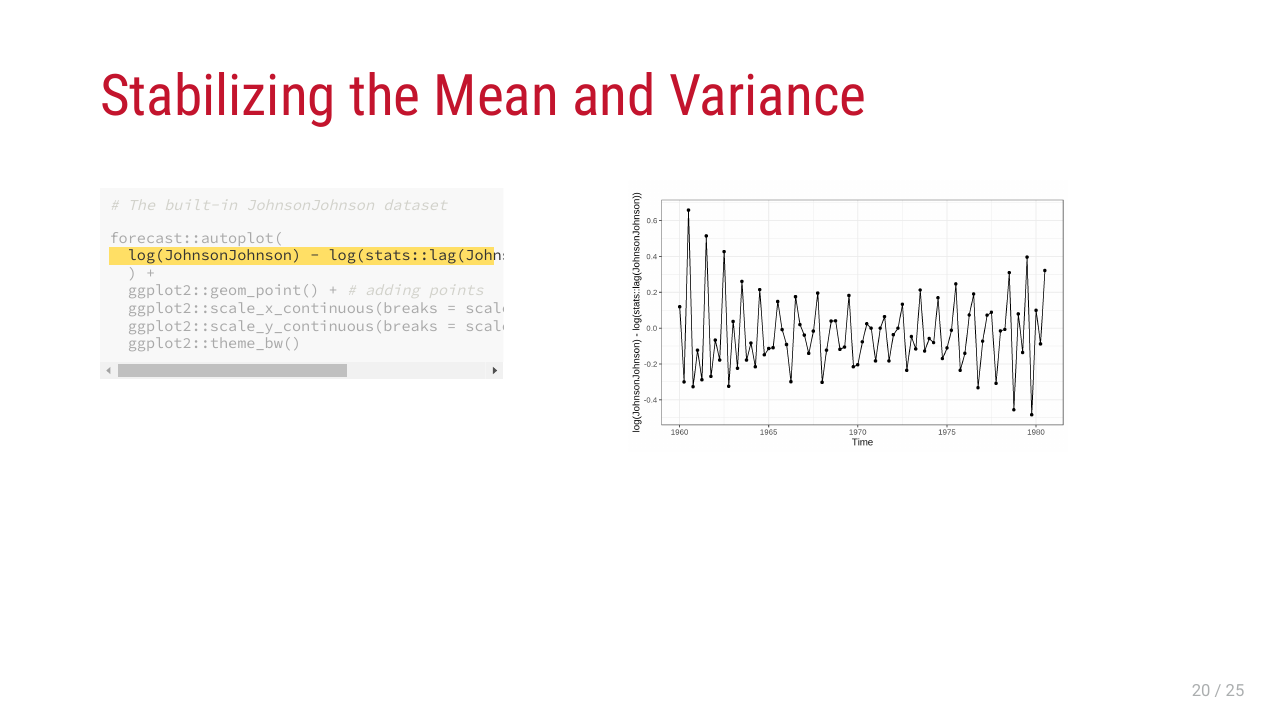 Stabilizing the Mean and Variance
# The built-in JohnsonJohnson dataset
forecast::autoplot(
log(JohnsonJohnson) - log(stats::lag(John
) +
ggplot2::geom_point() + # adding points
ggplot2::scale_x_continuous(breaks = scal
ggplot2::scale_y_continuous(breaks = scal
ggplot2::theme_bw()
log(JohnsonJohnson) - log(stats::lag(JohnsonJohnson))
0.6
0.4
0.2
0.0
-0.2
-0.4
1960 1965 1970 1975 1980
Time
20 / 25